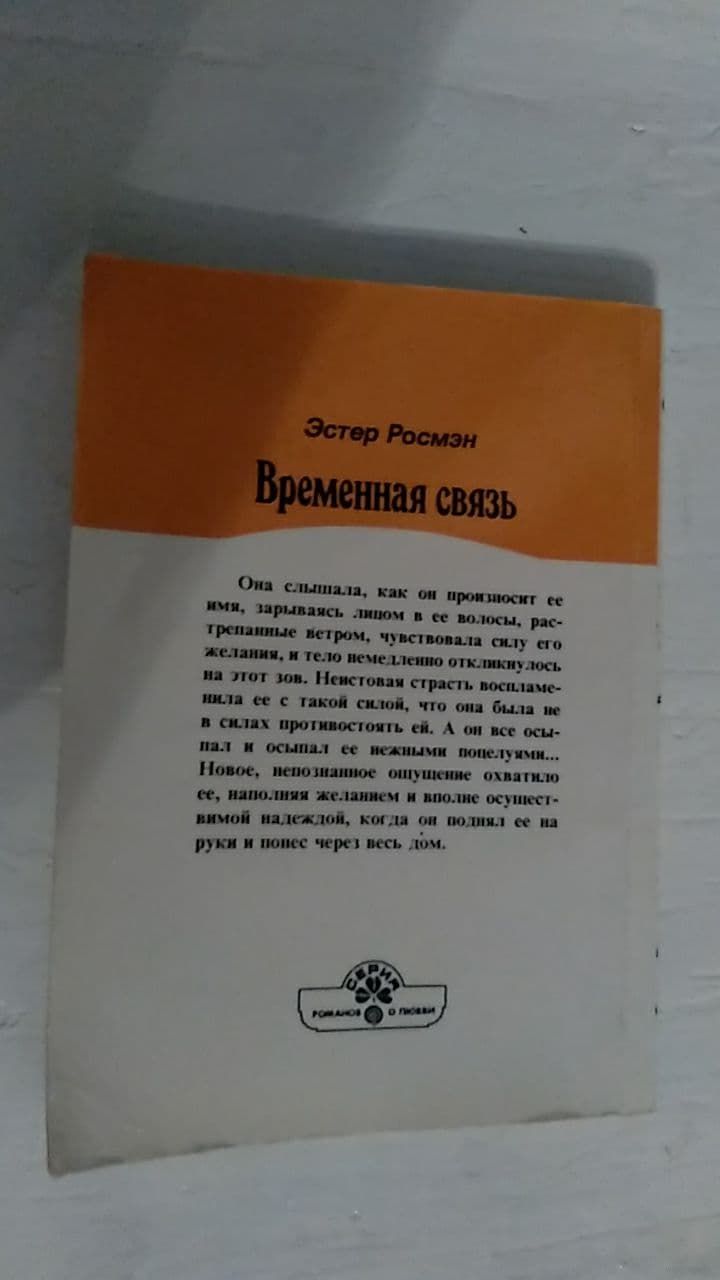 Эстер Росмэн
Временная связь
Она слышала, как он произносит ее
имя, зарываясь лицом в ее волосы, рас-
трепанные ветром, чувствовала силу его
желания, и тело немедленно откликнулось
на этот зов. Неистовая страсть воспламе-
нила ее с такой силой, что она была не
в силах противостоять ей. А он все осы-
пал и осыпал ее нежными поцелуями...
Новое, непознанное ощущение охватило
ее, наполняя желанием и вполне осущест-
вимой надеждой, когда он поднял ее на
руки и понес через весь дом.
СЕРИЯ
РОМАНОВ О ЛЮБВИ